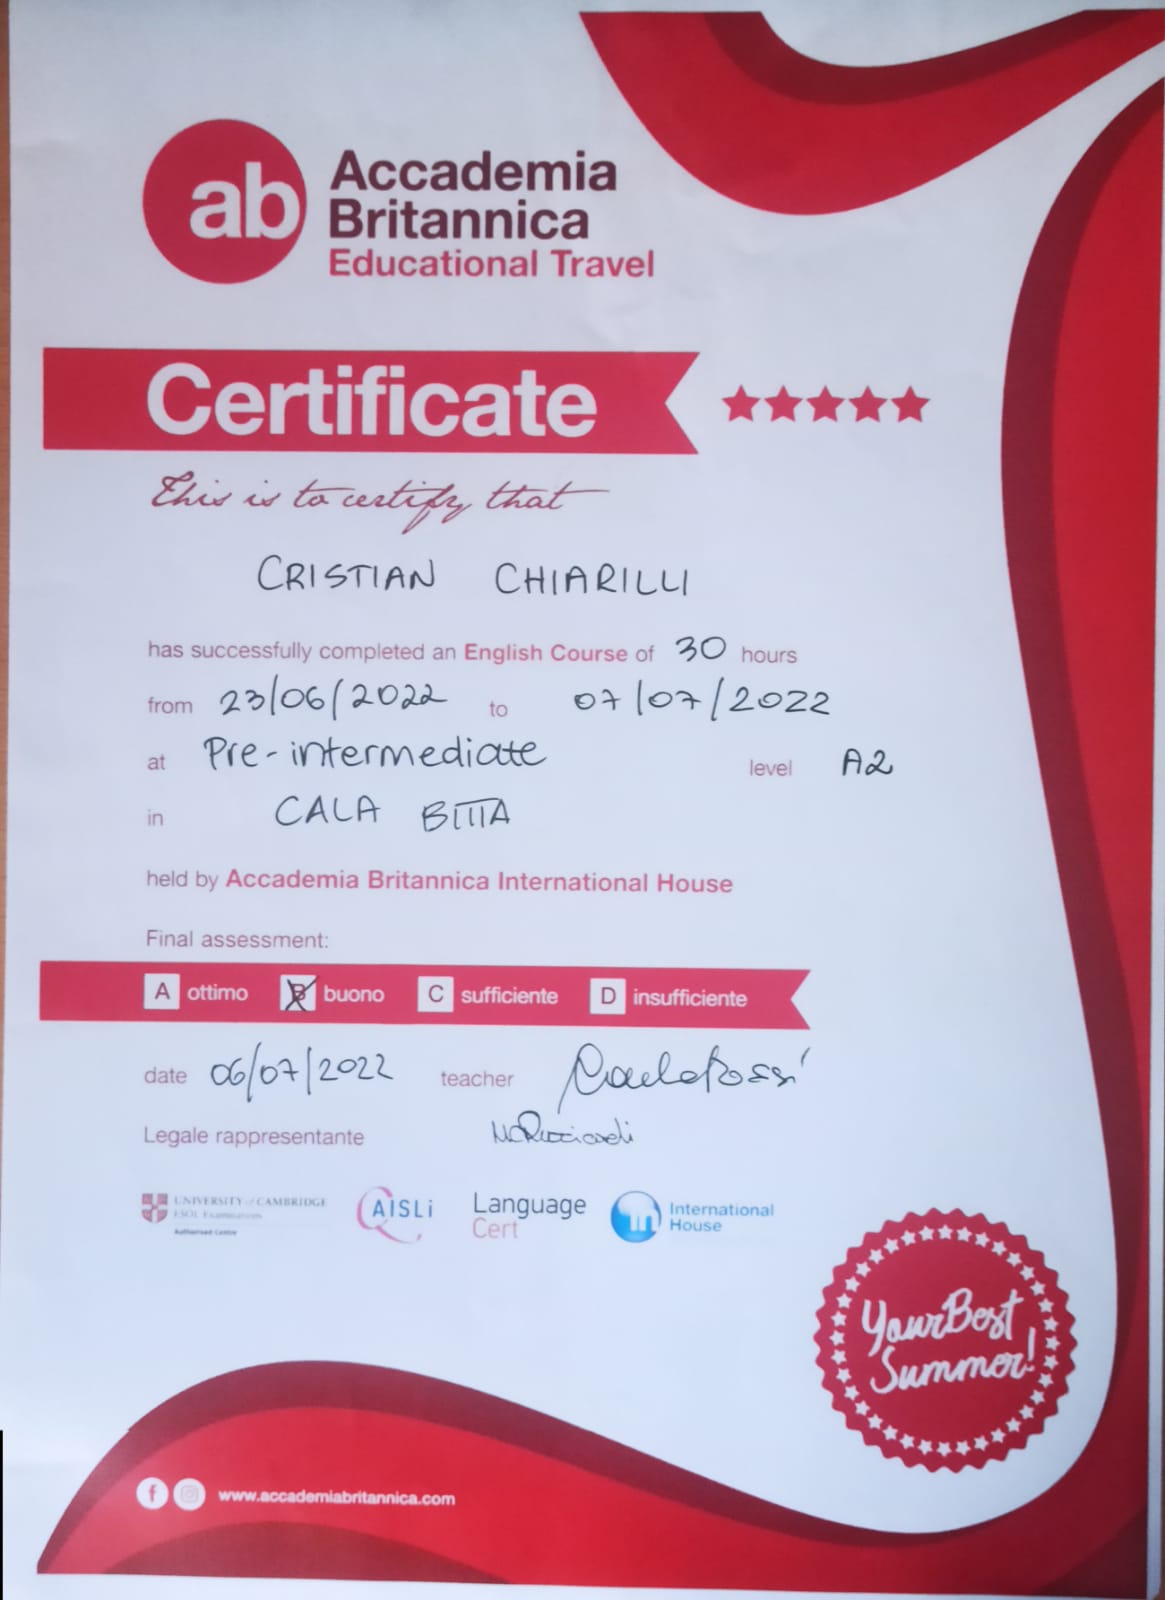 ab
Accademia
Britannica
Educational Travel
Certificate
This is to certify that
CRISTIAN CHIARILLI
has successfully completed an English Course of 30 hours
from 23/06/2022 to 07/07/2022
at Pre-intermediate level A2
in CALA BITTA
held by Accademia Britannica International House
Final assessment:
A ottimo B buono C sufficiente D insufficiente
date 06/07/2022 teacher
Legale rappresentante
UNIVERSITY of CAMBRIDGE
ESOL Examinations
Authorised Centre
AISLi
Language
Cert
International
House
Your Best
Summer!
www.accademiabritannica.com